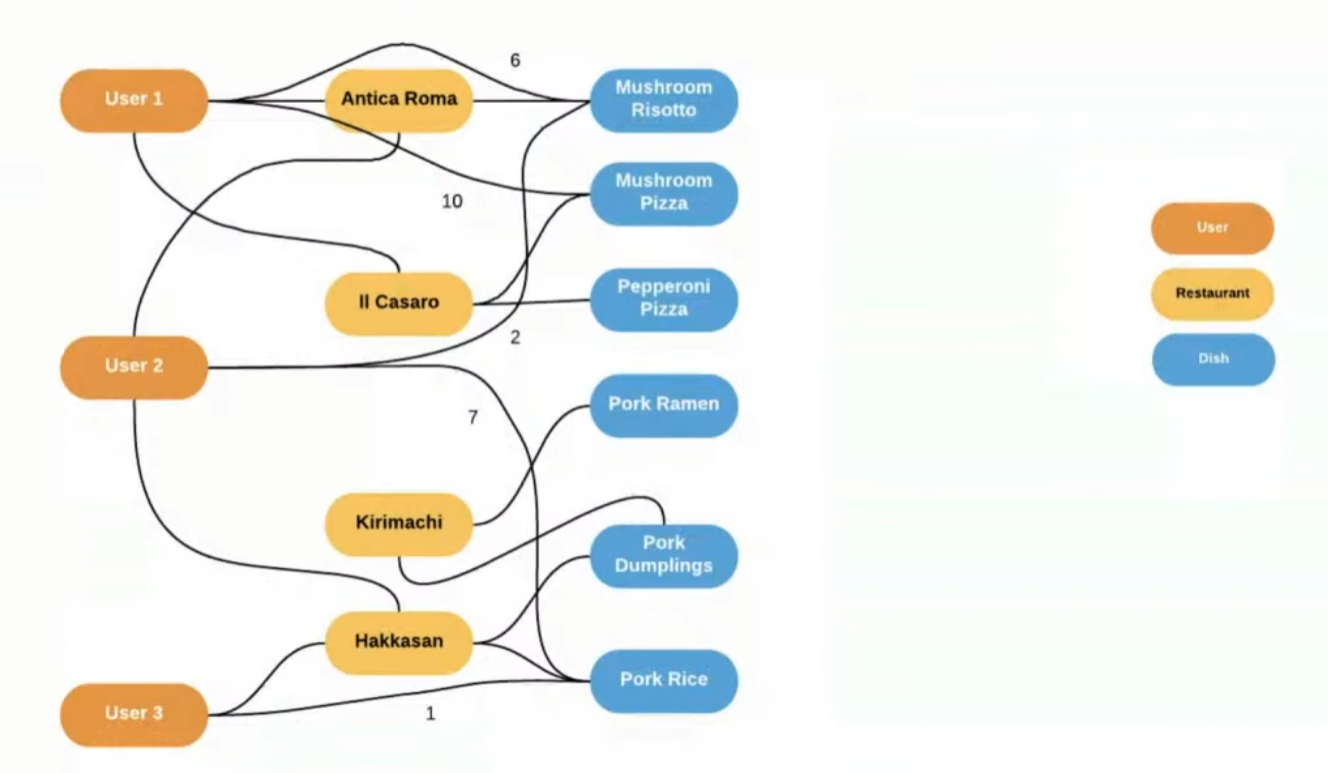 6
User 1
Antica Roma
Mushroom
Risotto
Mushroom
Pizza
10
User
Il Casaro
Pepperoni
Pizza
Restaurant
2
User 2
Dish
7
Pork Ramen
Kirimachi
Pork
Dumplings
Hakkasan
Pork Rice
User 3
1